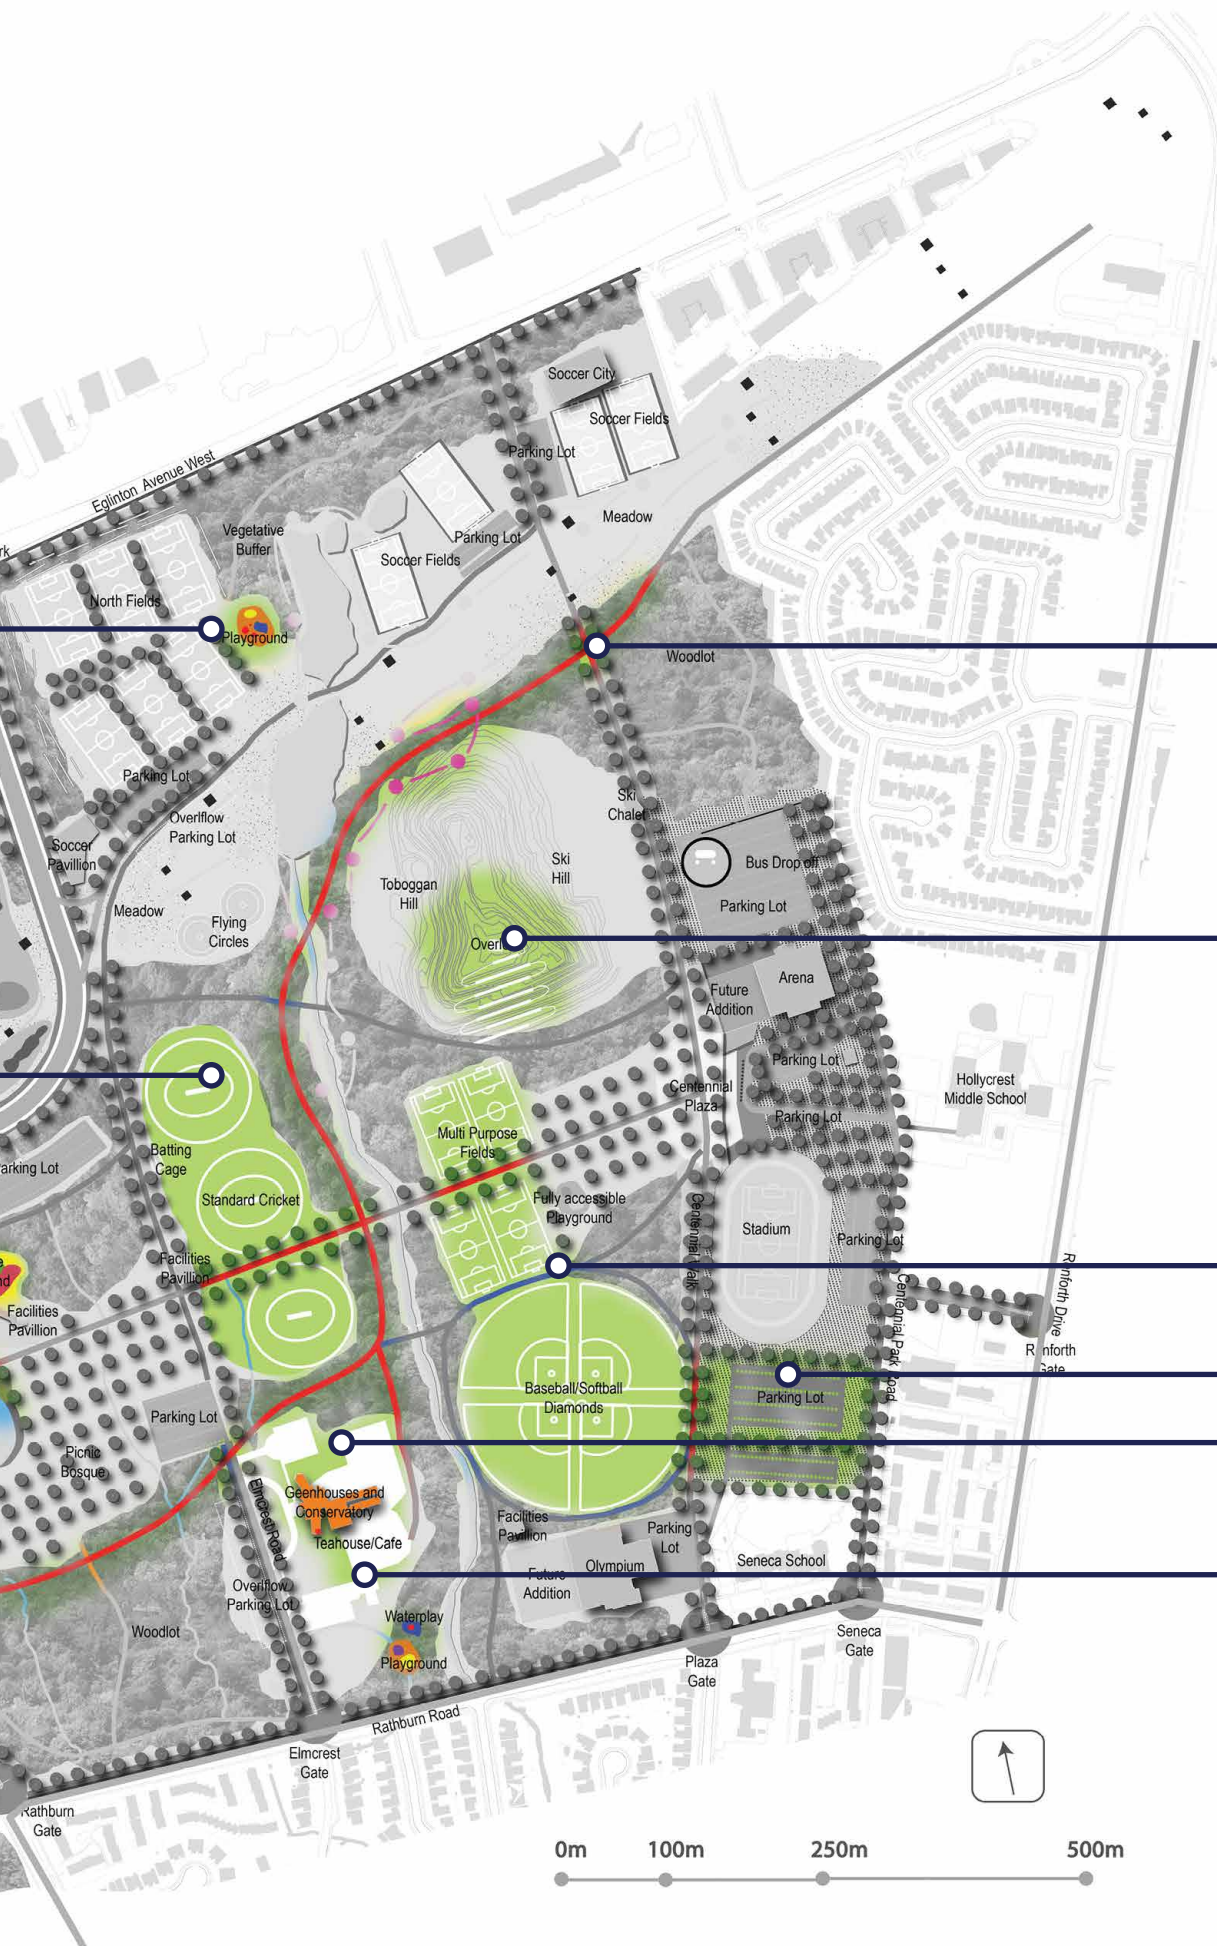 Soccer City
Soccer Fields
Parking Lot
Eglinton Avenue West
Meadow
Vegetative
Buffer
Parking Lot
Soccer Fields
rk
North Fields
Playground
Woodlot
Parking Lot
Ski
Chalet
Overlflow
Parking Lot
Soccer
Pavillion
Ski
Hill
Bus Drop off
Toboggan
Hill
Parking Lot
Meadow
Flying
Circles
Overl
Arena
Future
Addition
Parking Lot
Hollycrest
Middle School
Centennial
Plaza
Parking Lot
Multi Purpose
Fields
Batting
Cage
arking Lot
Standard Cricket
Fully accessible
Playground
Centennial Walk
Stadium
Parking Lot
Facilities
Pavillion
e
nd
Facilities
Pavillion
Centennial Park Road
Renforth Drive
R nforth
Gate
Baseball/Softball
Diamonds
Parking Lot
Parking Lot
Picnic
Bosque
Elmcrest Road
Geenhouses and
Conservatory
Teahouse/Cafe
Facilities
Pavillion
Parking
Lot
Olympium
Future
Addition
Seneca School
Overlflow
Parking Lot
Waterplay
Woodlot
Playground
Seneca
Gate
Plaza
Gate
Rathburn Road
Elmcrest
Gate
Rathburn
Gate
0m 100m 250m 500m